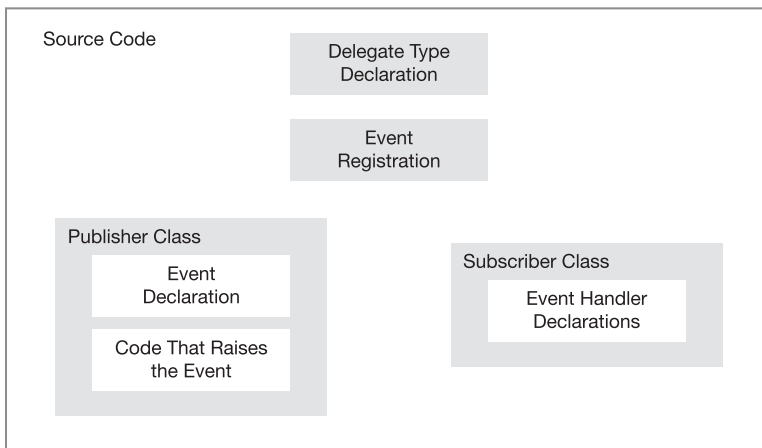 Source Code
Delegate Type
Declaration
Event
Registration
Publisher Class
Event
Declaration
Code That Raises
the Event
Subscriber Class
Event Handler
Declarations